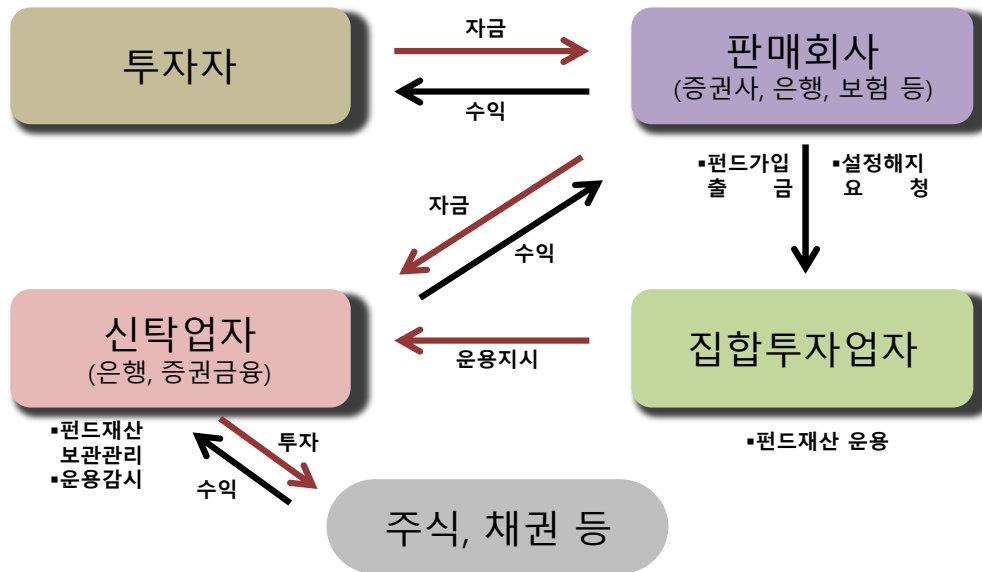 투자자
자금
수익
판매회사
(증권사, 은행, 보험 등)
▪펀드가입
출 금
▪설정해지
요 청
자금
수익
신탁업자
(은행, 증권금융)
운용지시
집합투자업자
▪펀드재산
보관관리
▪운용감시
투자
수익
▪펀드재산 운용
주식, 채권 등